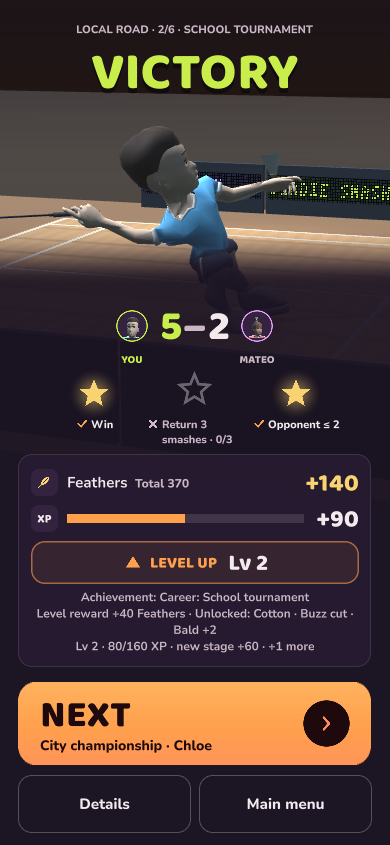 LOCAL ROAD · 2/6 · SCHOOL TOURNAMENT
VICTORY
5–2
YOU
MATEO
Win
Return 3
smashes · 0/3
Opponent ≤ 2
Feathers Total 370 +140
XP +90
LEVEL UP Lv 2
Achievement: Career: School tournament
Level reward +40 Feathers · Unlocked: Cotton · Buzz cut ·
Bald +2
Lv 2 · 80/160 XP · new stage +60 · +1 more
NEXT
City championship · Chloe
Details
Main menu